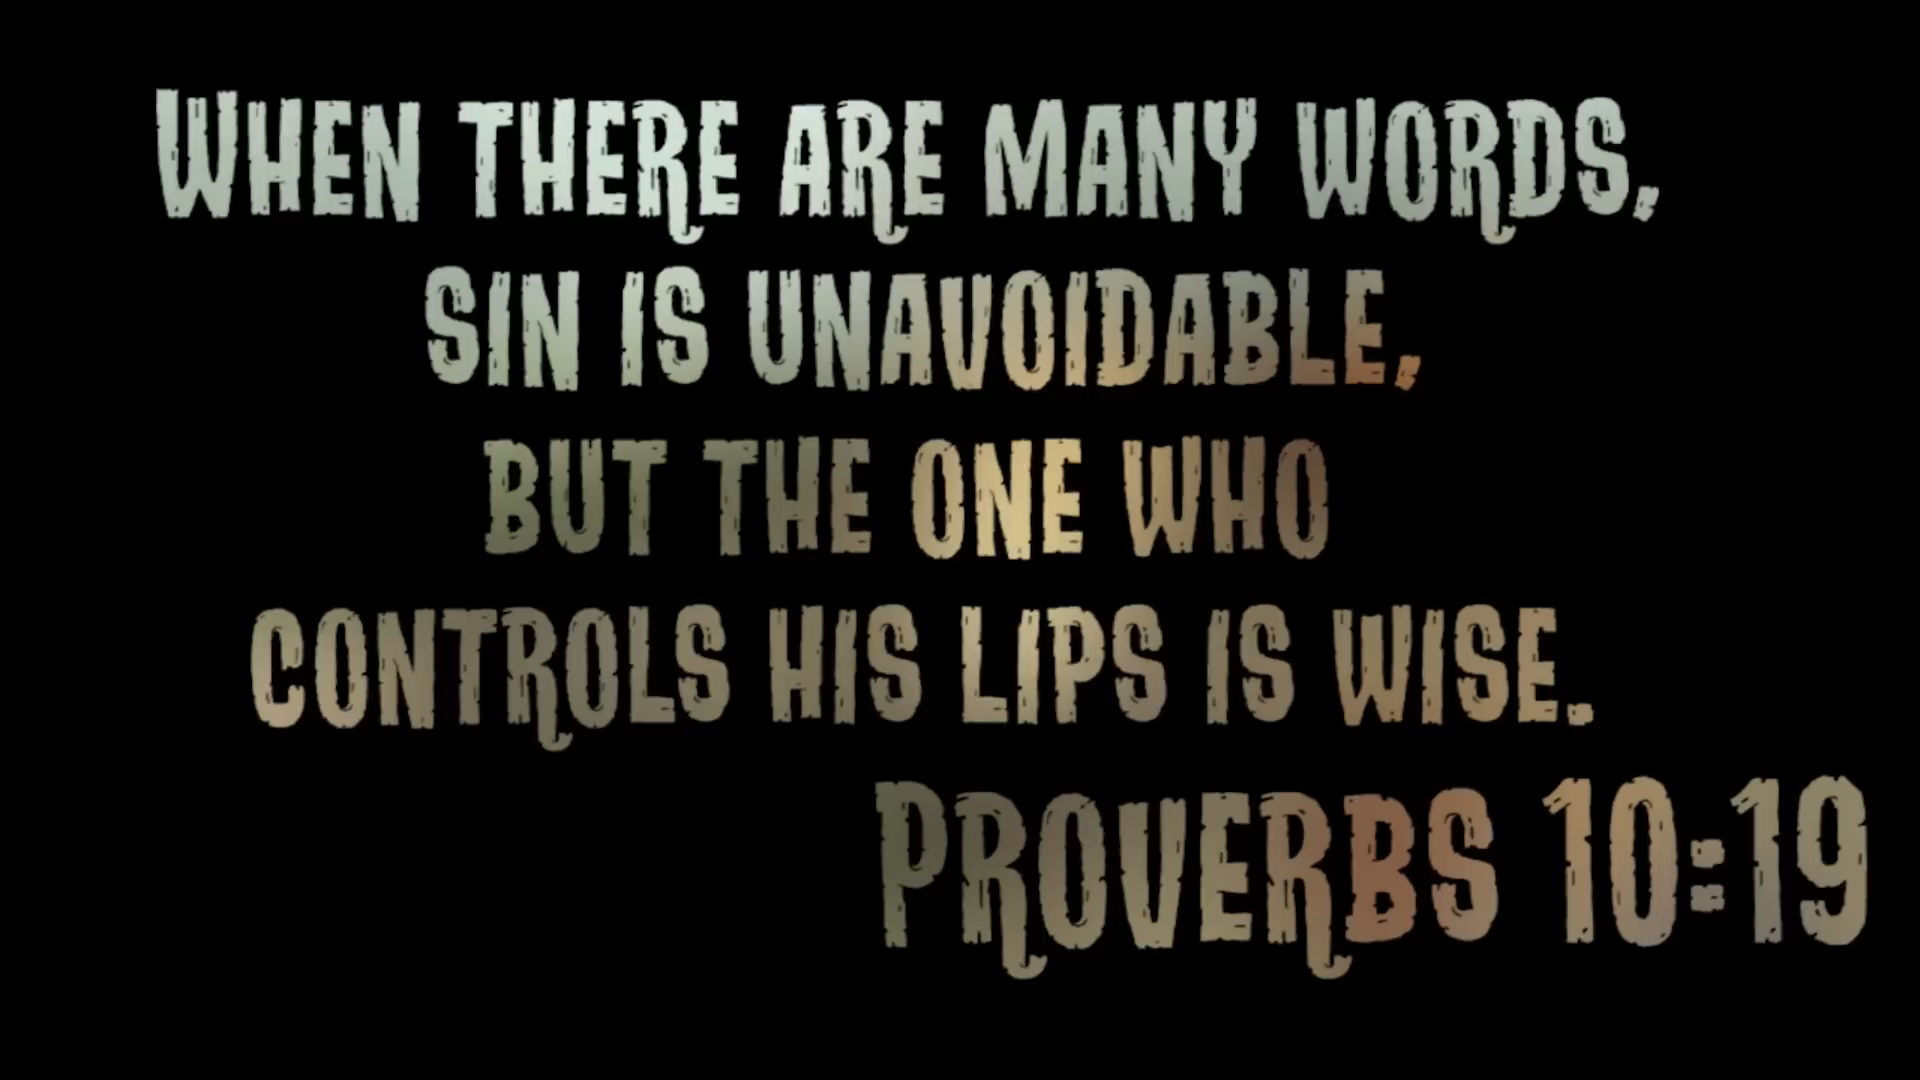 When there are many words,
sin is unavoidable,
but the one who
controls his lips is wise.
Proverbs 10:19